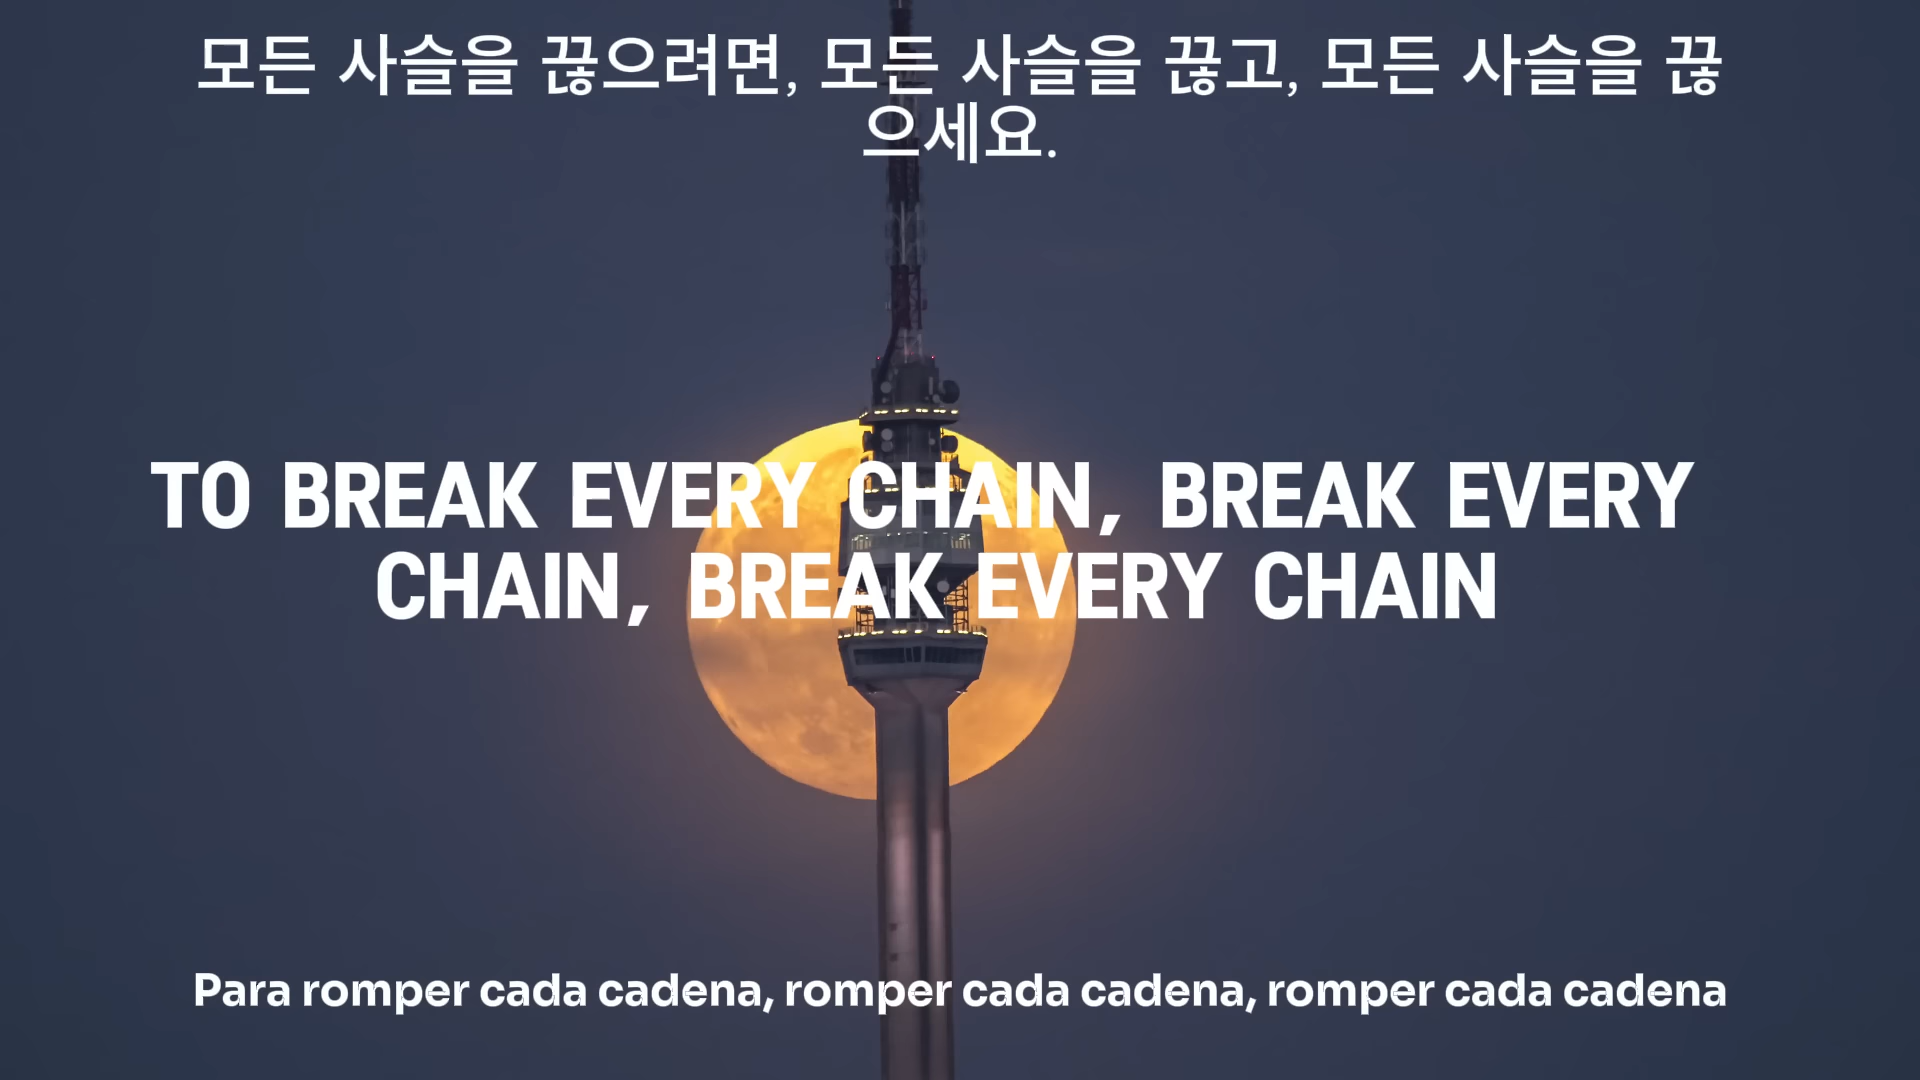 모든 사슬을 끊으려면, 모든 사슬을 끊고, 모든 사슬을 끊
으세요.
TO BREAK EVERY CHAIN, BREAK EVERY
CHAIN, BREAK EVERY CHAIN
Para romper cada cadena, romper cada cadena, romper cada cadena